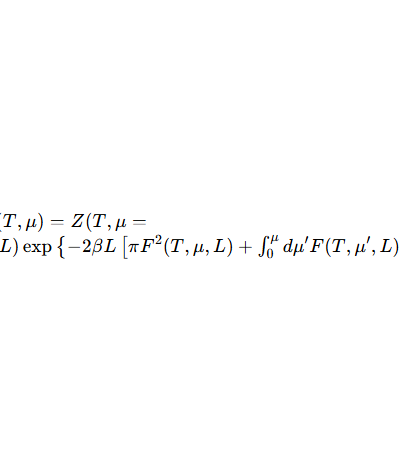 (T, μ) = Z(T, μ =
L) exp {−2βL [πF²(T, μ, L) + ∫₀^μ dμ′F(T, μ′, L)